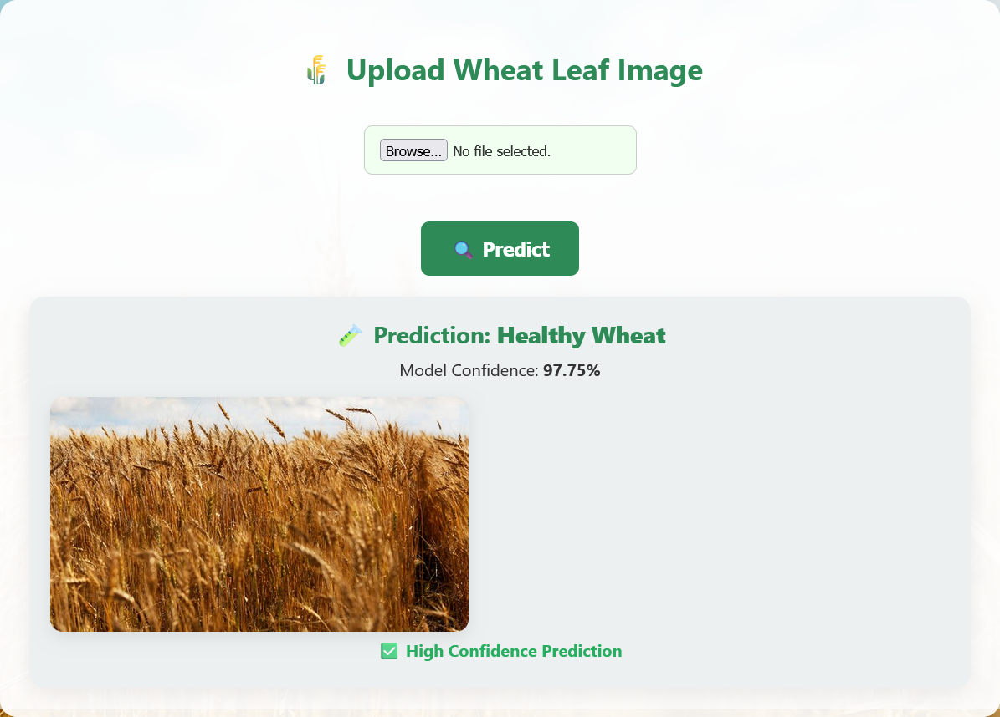 Upload Wheat Leaf Image
Browse... No file selected.
Predict
Prediction: Healthy Wheat
Model Confidence: 97.75%
High Confidence Prediction